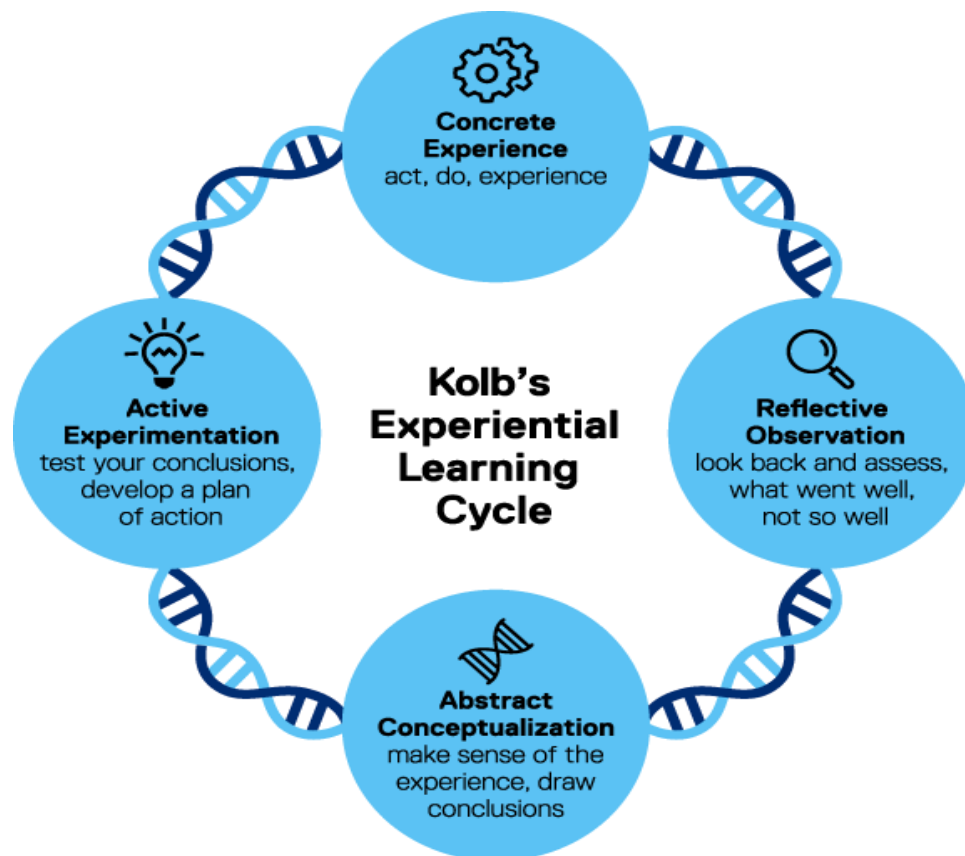 Concrete
Experience
act, do, experience
Reflective
Observation
look back and assess,
what went well,
not so well
Abstract
Conceptualization
make sense of the
experience, draw
conclusions
Active
Experimentation
test your conclusions,
develop a plan
of action
Kolb's
Experiential
Learning
Cycle